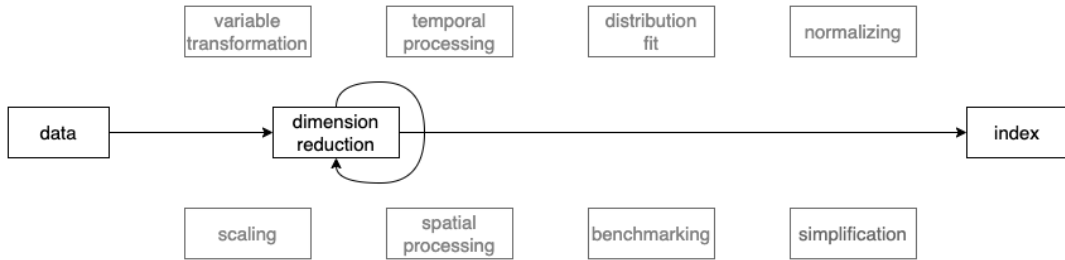 variable
transformation
temporal
processing
distribution
fit
normalizing
data
dimension
reduction
index
scaling
spatial
processing
benchmarking
simplification